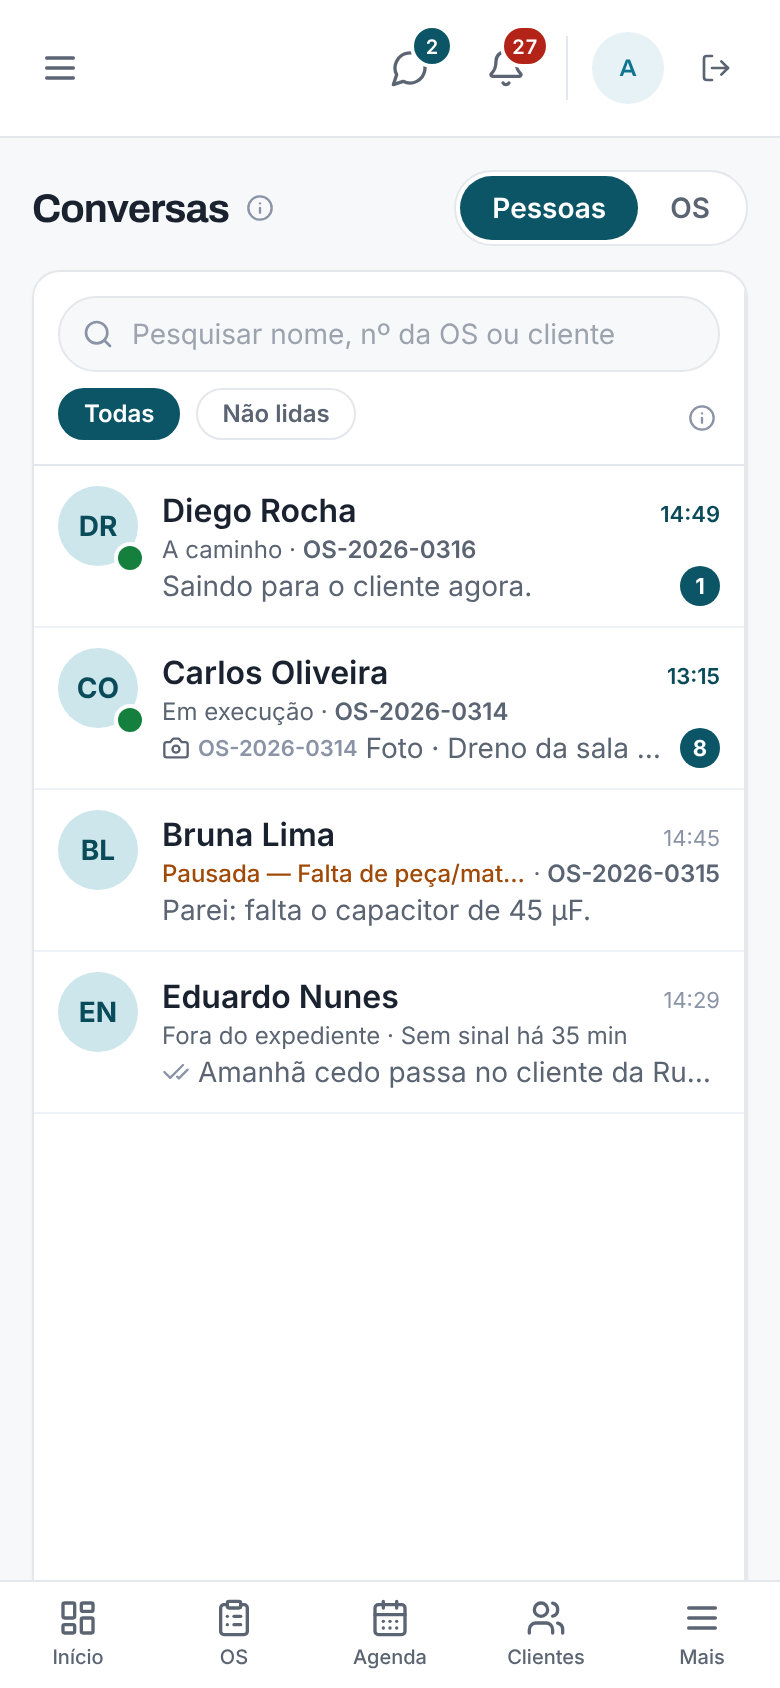 2
27
A
Conversas
Pessoas
OS
Pesquisar nome, nº da OS ou cliente
Todas
Não lidas
DR
Diego Rocha
14:49
A caminho · OS-2026-0316
Saindo para o cliente agora.
1
CO
Carlos Oliveira
13:15
Em execução · OS-2026-0314
OS-2026-0314 Foto · Dreno da sala ...
8
BL
Bruna Lima
14:45
Pausada — Falta de peça/mat... · OS-2026-0315
Parei: falta o capacitor de 45 µF.
EN
Eduardo Nunes
14:29
Fora do expediente · Sem sinal há 35 min
Amanhã cedo passa no cliente da Ru...
Início
OS
Agenda
Clientes
Mais